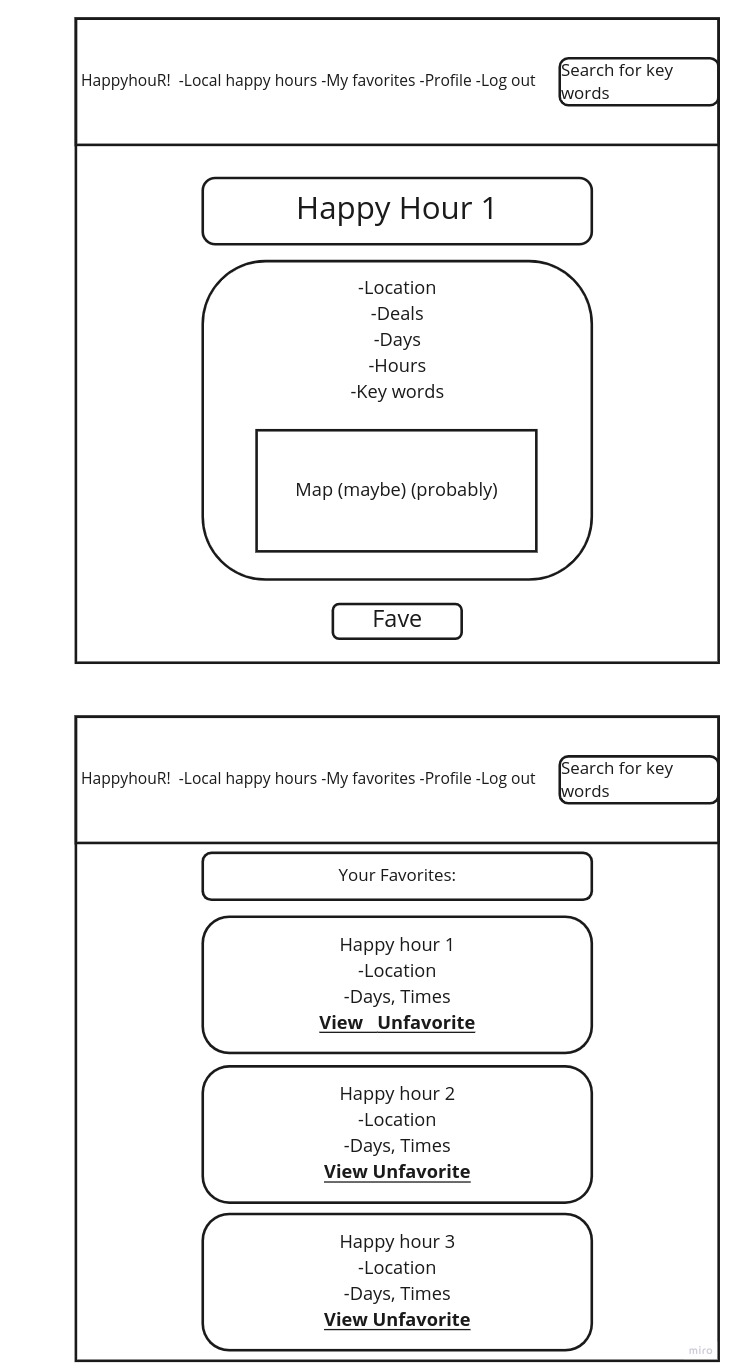 HappyhouR!  -Local happy hours -My favorites -Profile -Log out
Search for key
words
Happy Hour 1
-Location
-Deals
-Days
-Hours
-Key words
Map (maybe) (probably)
Fave
HappyhouR!  -Local happy hours -My favorites -Profile -Log out
Search for key
words
Your Favorites:
Happy hour 1
-Location
-Days, Times
View   Unfavorite
Happy hour 2
-Location
-Days, Times
View Unfavorite
Happy hour 3
-Location
-Days, Times
View Unfavorite
miro